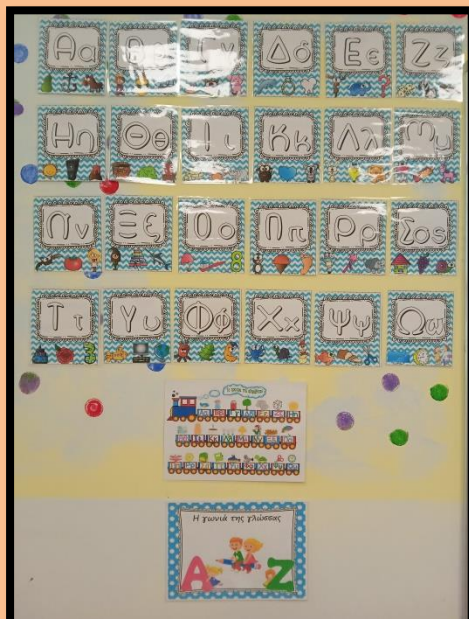 Αα Ββ Γγ Δδ Εε Ζζ
Ηη Θθ Ιι Κκ Λλ Μμ
Νν Ξξ Οο Ππ Ρρ Σσς
Ττ Υυ Φφ Χχ Ψψ Ωω
Η γωνιά της γλώσσας
Α Ζ